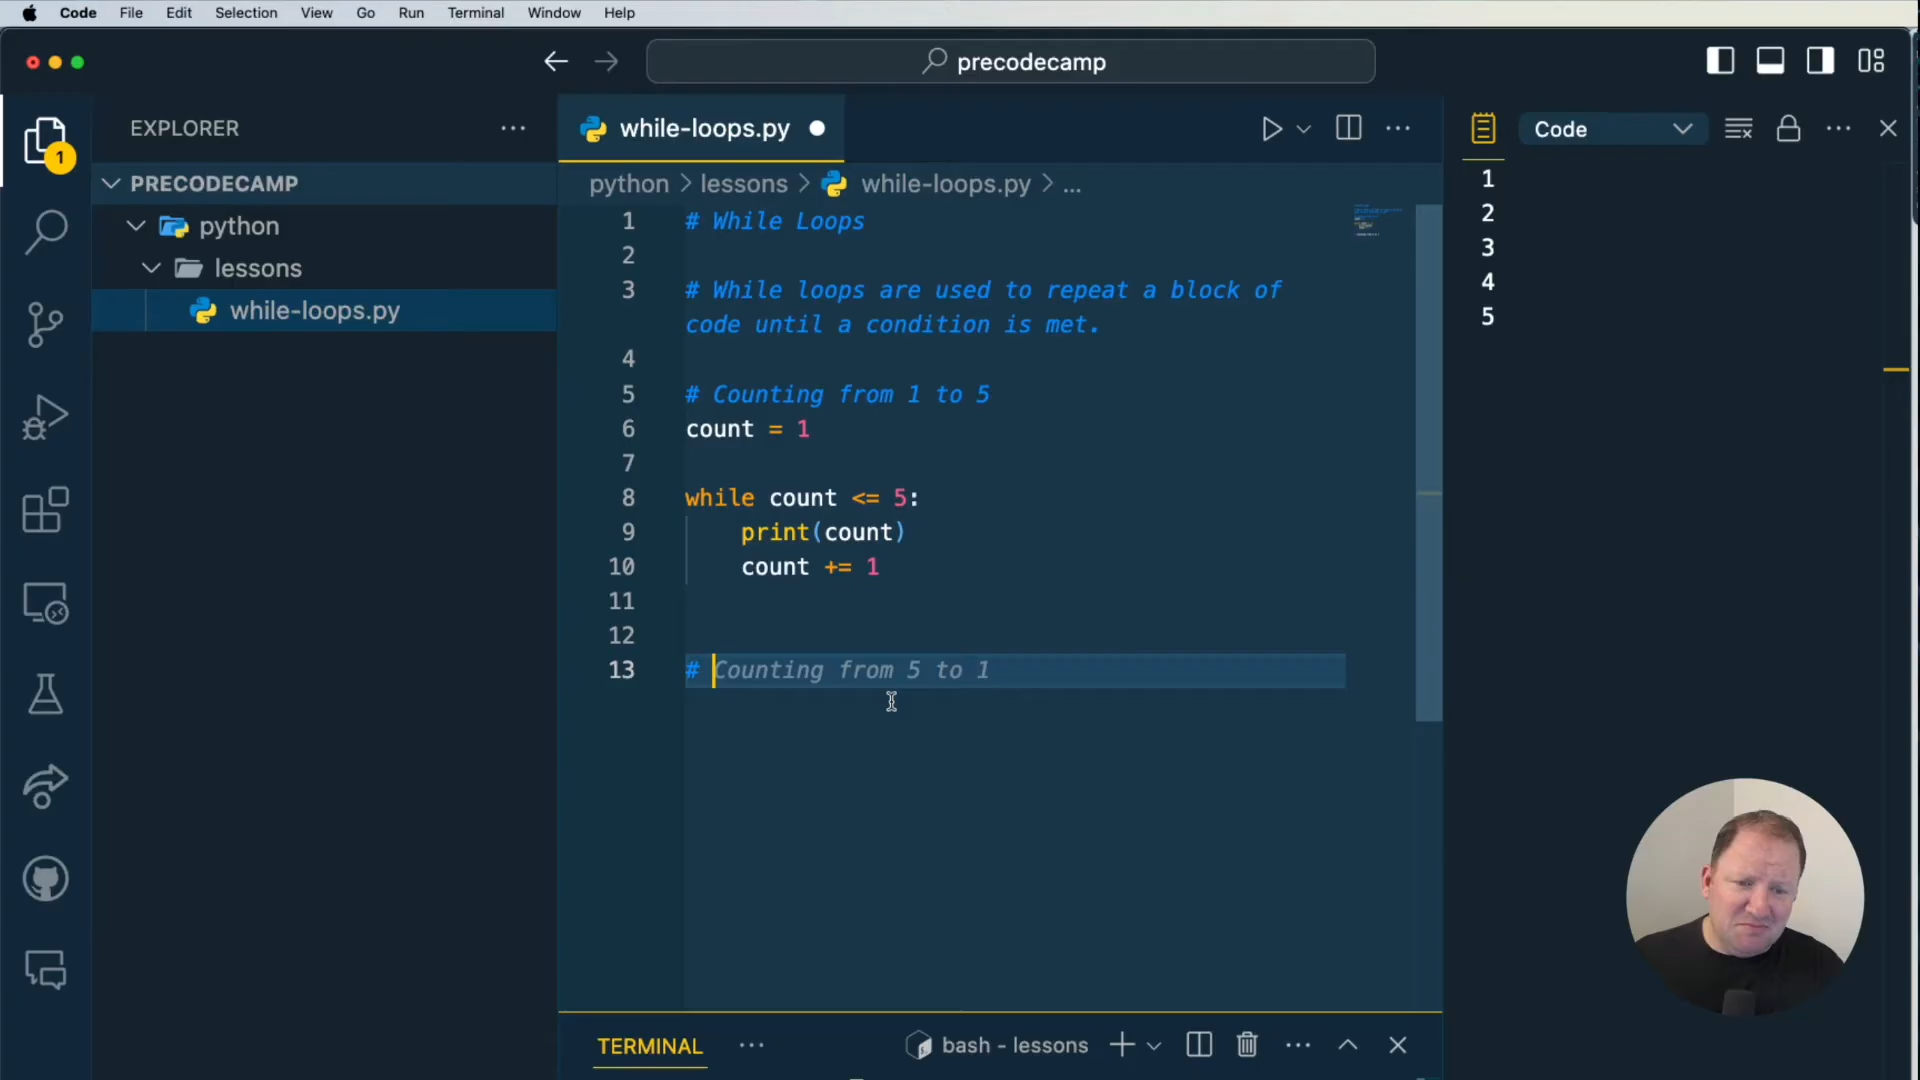 Code File Edit Selection View Go Run Terminal Window Help
precodecamp
EXPLORER
1
PRECODECAMP
python
lessons
while-loops.py
while-loops.py
python > lessons > while-loops.py > ...
1 # While Loops
2
3 # While loops are used to repeat a block of
code until a condition is met.
4
5 # Counting from 1 to 5
6 count = 1
7
8 while count <= 5:
9 print(count)
10 count += 1
11
12
13 # Counting from 5 to 1
Code
1
2
3
4
5
TERMINAL
bash - lessons